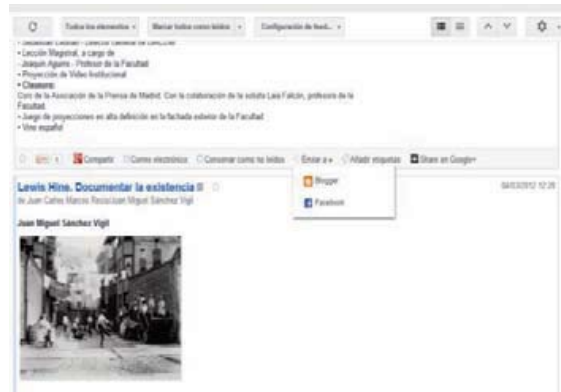 Todos los elementos
Marcar todos como leídos
Configuración de feed...
• Lección Magistral, a cargo de
- Joaquín Aguirre - Profesor de la Facultad
• Proyección de Vídeo Institucional
• Clausura:
Coro de la Asociación de la Prensa de Madrid. Con la colaboración de la solista Laia Falcón, profesora de la
Facultad.
• Juego de proyecciones en alta definición en la fachada exterior de la Facultad
• Vino español
Compartir Correo electrónico Conservar como no leídos Enviar a Añadir etiquetas Share on Google+
Blogger
Facebook
Lewis Hine. Documentar la existencia
04/03/2012 12:28
de Juan Carlos Marcos Recio/Juan Miguel Sánchez Vigil
Juan Miguel Sánchez Vigil